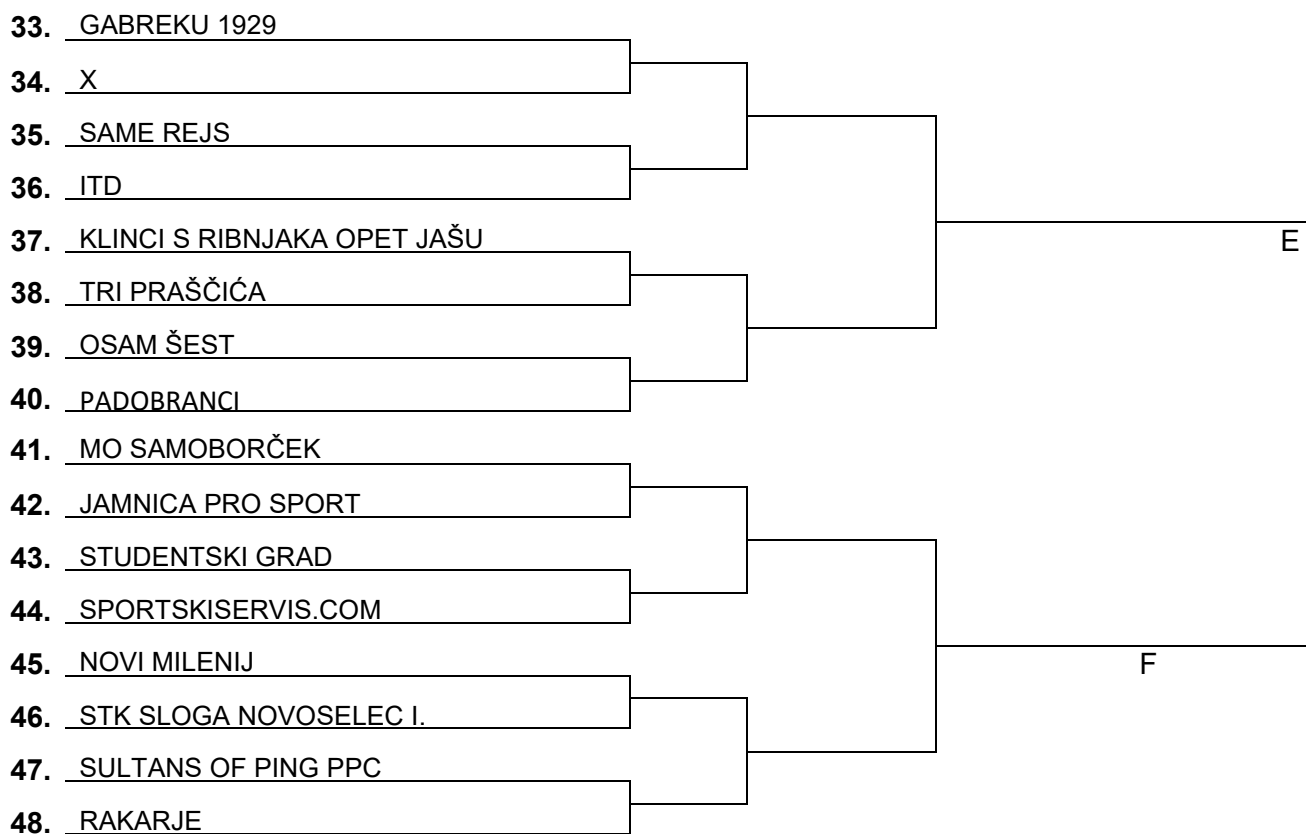 33. GABREKU 1929
34. X
35. SAME REJS
36. ITD
37. KLINCI S RIBNJAKA OPET JAŠU
E
38. TRI PRAŠČIĆA
39. OSAM ŠEST
40. PADOBRANCI
41. MO SAMOBORČEK
42. JAMNICA PRO SPORT
43. STUDENTSKI GRAD
44. SPORTSKISERVIS.COM
45. NOVI MILENIJ
F
46. STK SLOGA NOVOSELEC I.
47. SULTANS OF PING PPC
48. RAKARJE